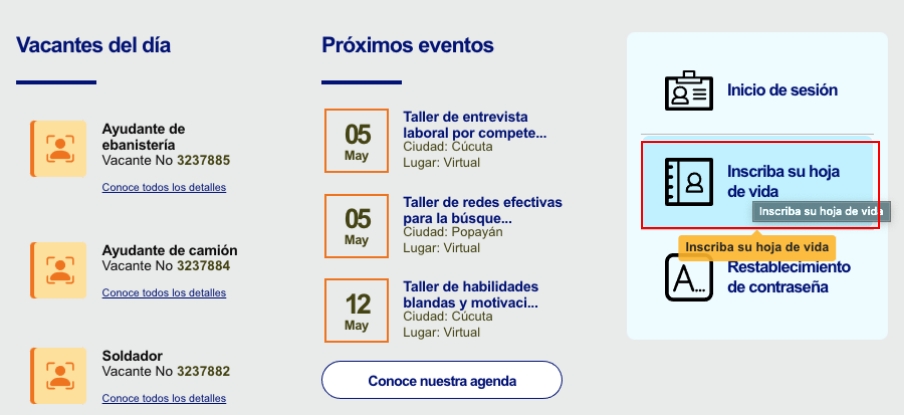 Vacantes del día
Ayudante de
ebanistería
Vacante No 3237885
Conoce todos los detalles
Ayudante de camión
Vacante No 3237884
Conoce todos los detalles
Soldador
Vacante No 3237882
Conoce todos los detalles
Próximos eventos
05
May
Taller de entrevista
laboral por compete...
Ciudad: Cúcuta
Lugar: Virtual
05
May
Taller de redes efectivas
para la búsque...
Ciudad: Popayán
Lugar: Virtual
12
May
Taller de habilidades
blandas y motivaci...
Ciudad: Cúcuta
Lugar: Virtual
Conoce nuestra agenda
Inicio de sesión
Inscriba su hoja
de vida
Inscriba su hoja de vida
Inscriba su hoja de vida
A...
Restablecimiento
de contraseña